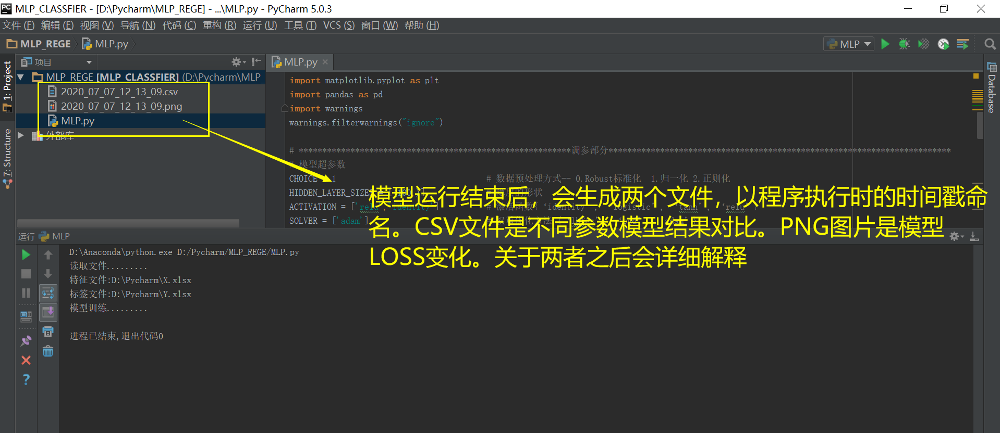 MLP_CLASSFIER - [D:\Pycharm\MLP_REGE] - ...\MLP.py - PyCharm 5.0.3
文件 (F) 编辑 (E) 视图 (V) 导航 (N) 代码 (C) 重构 (R) 运行 (U) 工具 (T) VCS (S) 窗口 (W) 帮助 (H)
MLP_REGE MLP.py MLP
项目 MLP.py
1: Project
7: Structure
Database
MLP_REGE [MLP_CLASSFIER] (D:\Pycharm\MLP_
2020_07_07_12_13_09.csv
2020_07_07_12_13_09.png
MLP.py
外部库
import matplotlib.pyplot as plt
import pandas as pd
import warnings
warnings.filterwarnings("ignore")
调参部分
模型超参数
CHOICE 1 # 数据预处理方式-- 0.Robust标准化 1.归一化 2.正则化
HIDDEN_LAYER_SIZES 的形状
ACTIVATION = ['relu', 'identity'] # 激活函数{ 'identity', 'logistic', 'tanh', 'relu' }
SOLVER = ['adam']
模型运行结束后，会生成两个文件，以程序执行时的时间戳命
名。CSV文件是不同参数模型结果对比。PNG图片是模型
LOSS变化。关于两者之后会详细解释
运行 MLP
D:\Anaconda\python.exe D:/Pycharm/MLP_REGE/MLP.py
读取文件.........
特征文件:D:\Pycharm\X.xlsx
标签文件:D:\Pycharm\Y.xlsx
模型训练.........
进程已结束,退出代码0